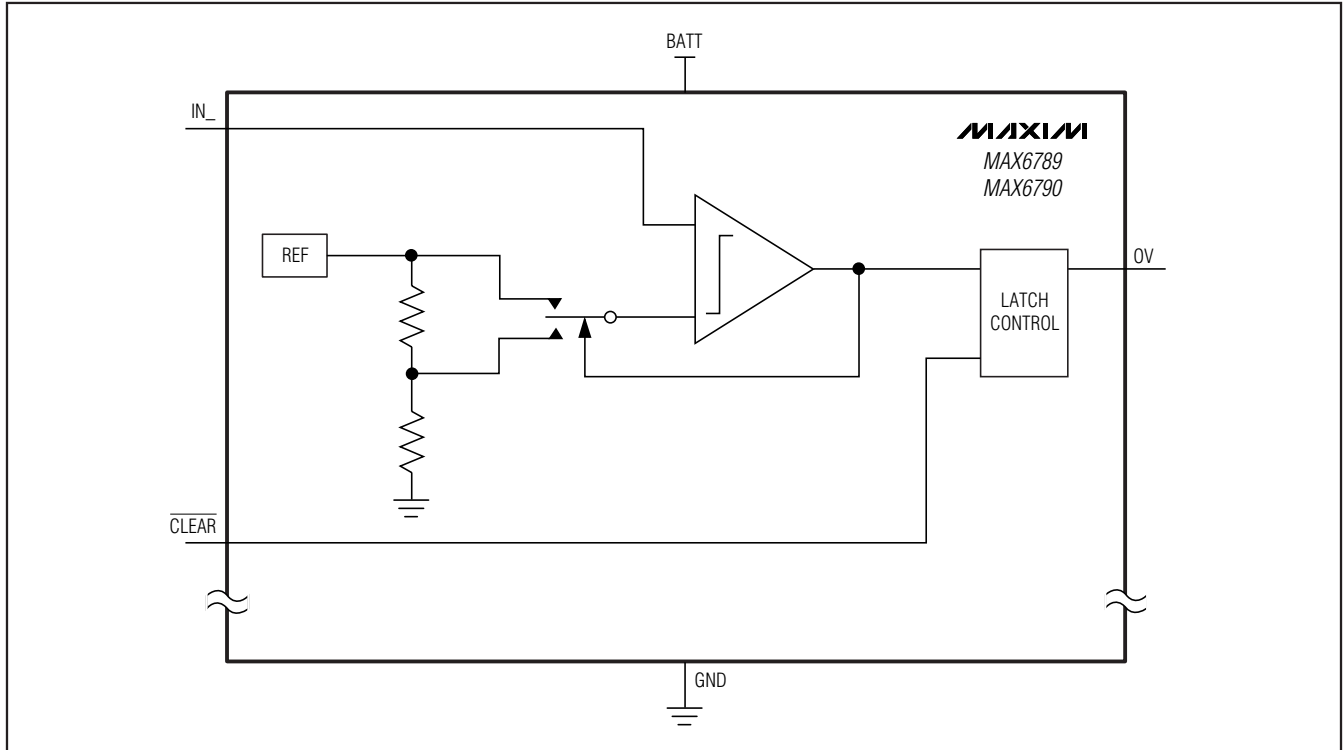 BATT
IN_
MAXIM
MAX6789
MAX6790
REF
OV
LATCH
CONTROL
CLEAR
GND